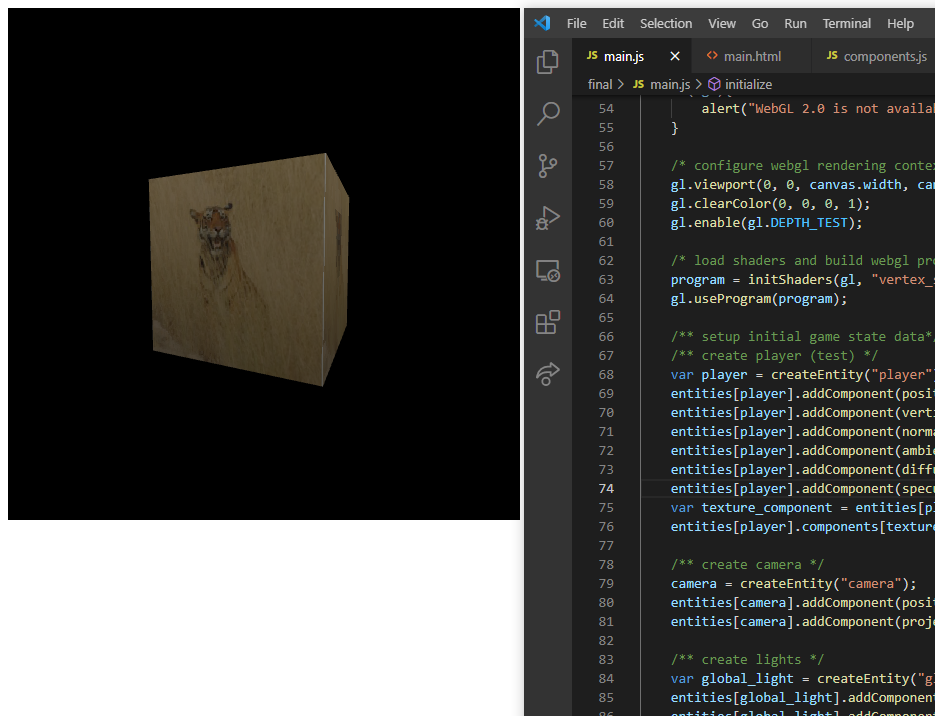 File Edit Selection View Go Run Terminal Help
JS main.js × <> main.html JS components.js
final > JS main.js > initialize
54 alert("WebGL 2.0 is not availa
55 }
56
57 /* configure webgl rendering conte
58 gl.viewport(0, 0, canvas.width, ca
59 gl.clearColor(0, 0, 0, 1);
60 gl.enable(gl.DEPTH_TEST);
61
62 /* load shaders and build webgl pr
63 program = initShaders(gl, "vertex_
64 gl.useProgram(program);
65
66 /** setup initial game state data*
67 /** create player (test) */
68 var player = createEntity("player"
69 entities[player].addComponent(posi
70 entities[player].addComponent(verti
71 entities[player].addComponent(norma
72 entities[player].addComponent(ambi
73 entities[player].addComponent(diff
74 entities[player].addComponent(spec
75 var texture_component = entities[p
76 entities[player].components[textur
77
78 /** create camera */
79 camera = createEntity("camera");
80 entities[camera].addComponent(posi
81 entities[camera].addComponent(proj
82
83 /** create lights */
84 var global_light = createEntity("g
85 entities[global_light].addComponen